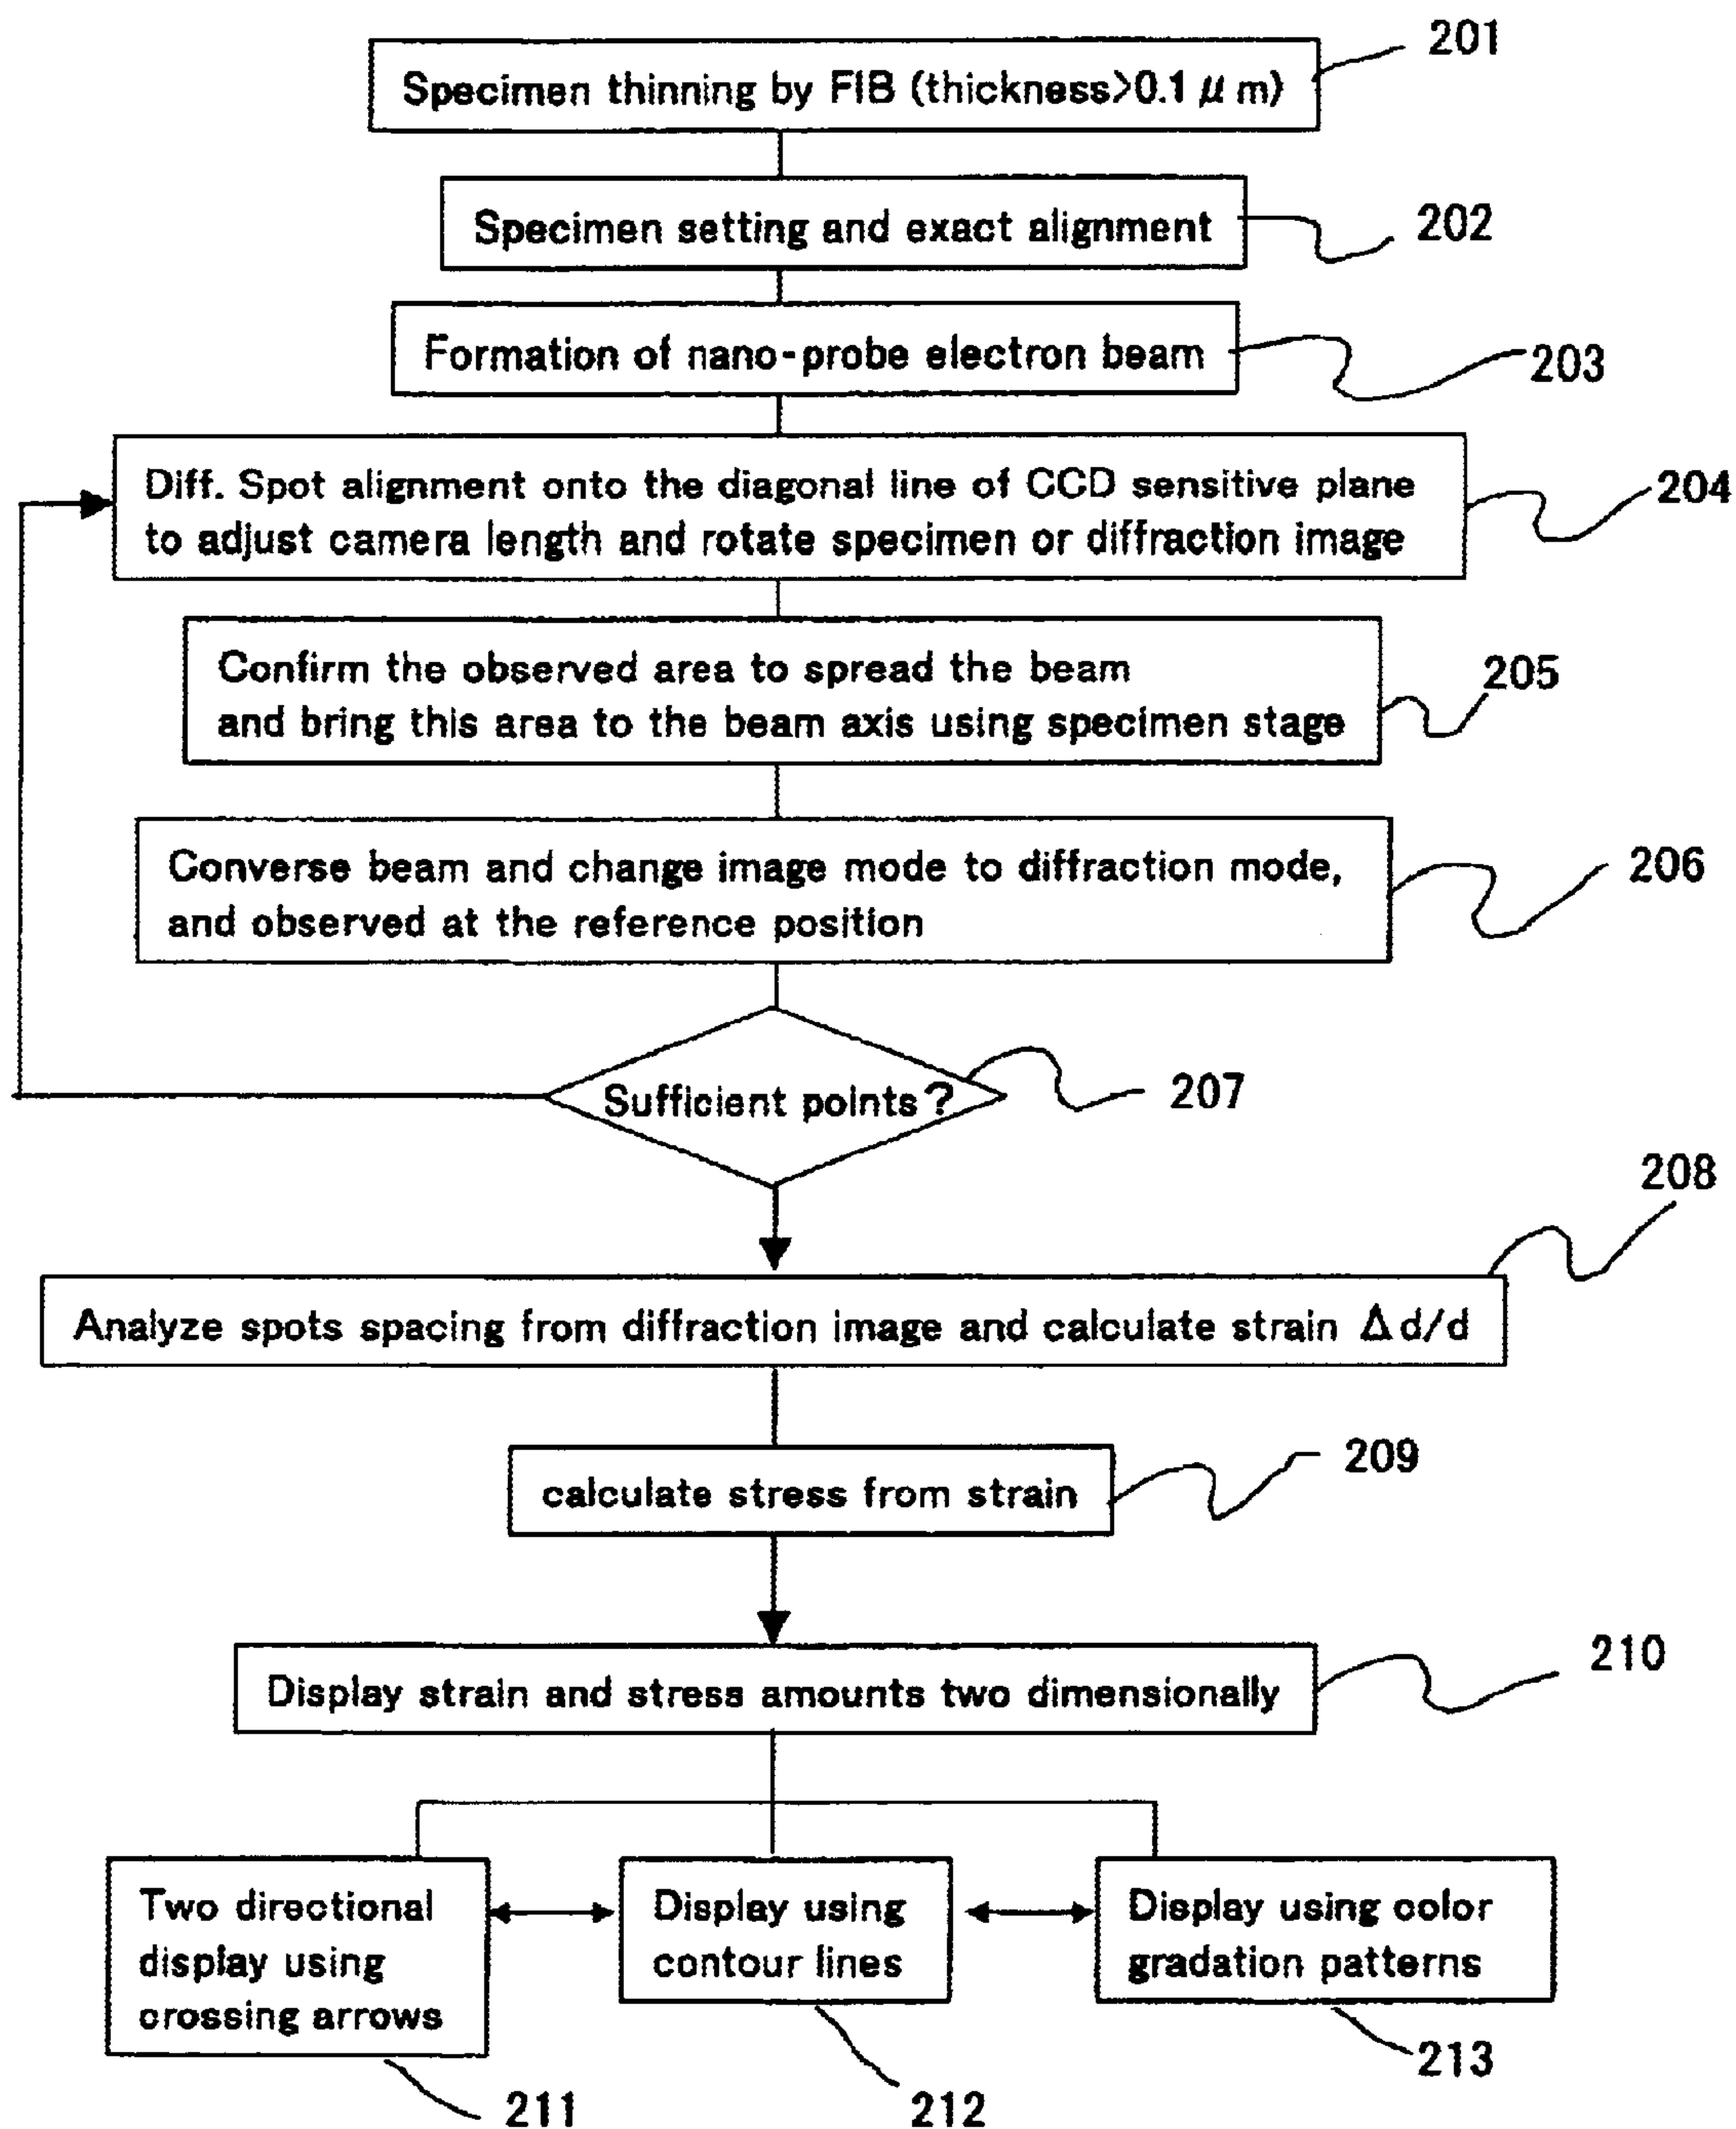 201
Specimen thinning by FIB (thickness>0.1 μm)
202
Specimen setting and exact alignment
203
Formation of nano-probe electron beam
204
Diff. Spot alignment onto the diagonal line of CCD sensitive plane
to adjust camera length and rotate specimen or diffraction image
205
Confirm the observed area to spread the beam
and bring this area to the beam axis using specimen stage
206
Converse beam and change image mode to diffraction mode,
and observed at the reference position
207
Sufficient points?
208
Analyze spots spacing from diffraction image and calculate strain Δd/d
209
calculate stress from strain
210
Display strain and stress amounts two dimensionally
Two directional
display using
crossing arrows
Display using
contour lines
Display using color
gradation patterns
211
212
213